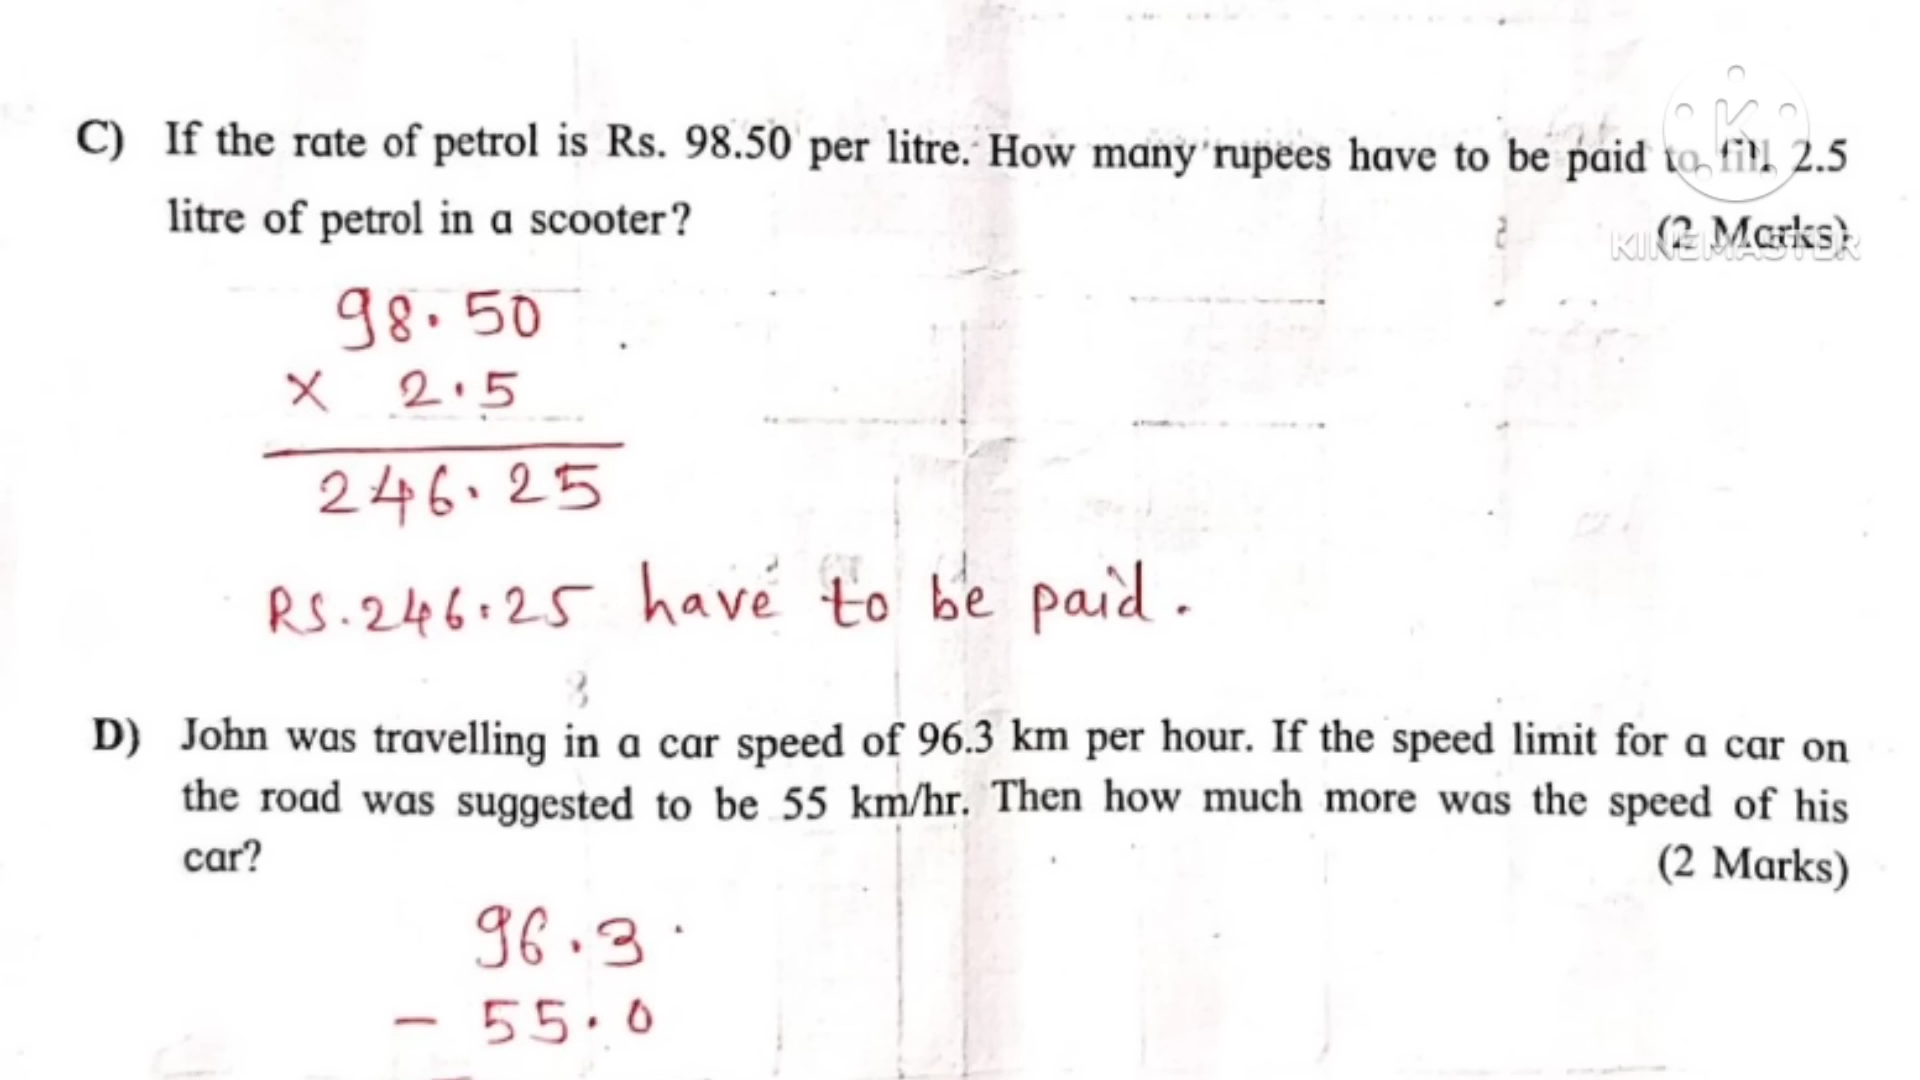 C) If the rate of petrol is Rs. 98.50 per litre. How many rupees have to be paid to fill 2.5
litre of petrol in a scooter?
(2 Marks)
KINEMASTER
98.50
× 2.5
246.25
RS.246.25 have to be paid.
D) John was travelling in a car speed of 96.3 km per hour. If the speed limit for a car on
the road was suggested to be 55 km/hr. Then how much more was the speed of his
car?
(2 Marks)
96.3
- 55.0